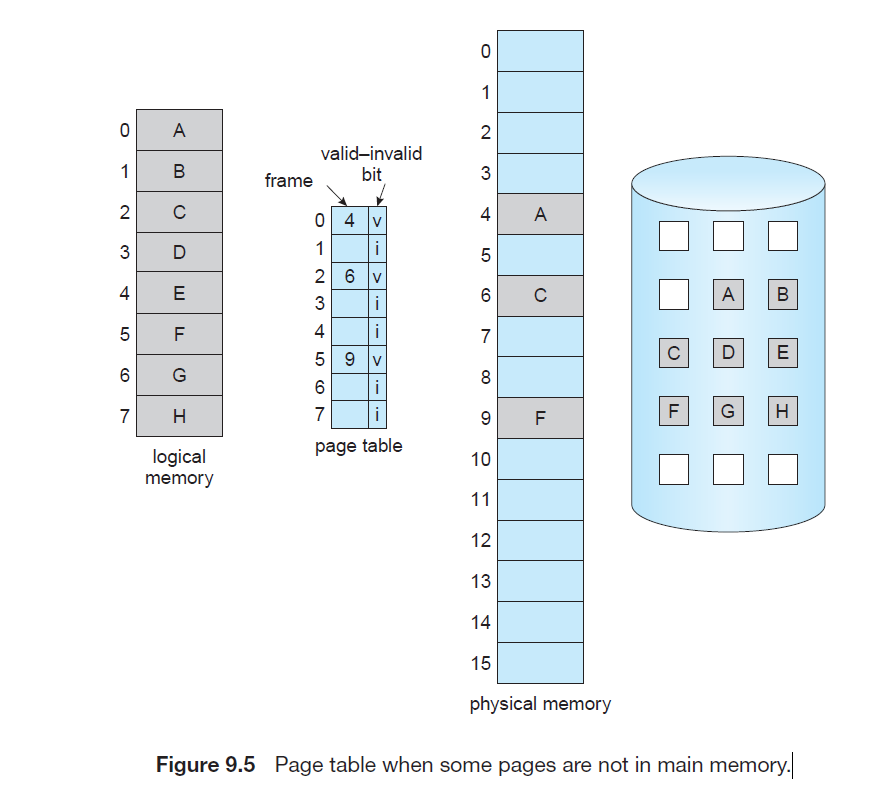 0 A
1 B
2 C
3 D
4 E
5 F
6 G
7 H
logical
memory
valid–invalid
bit
frame
0 4 v
1 i
2 6 v
3 i
4 i
5 9 v
6 i
7 i
page table
0
1
2
3
4 A
5
6 C
7
8
9 F
10
11
12
13
14
15
physical memory
A B
C D E
F G H
Figure 9.5 Page table when some pages are not in main memory.